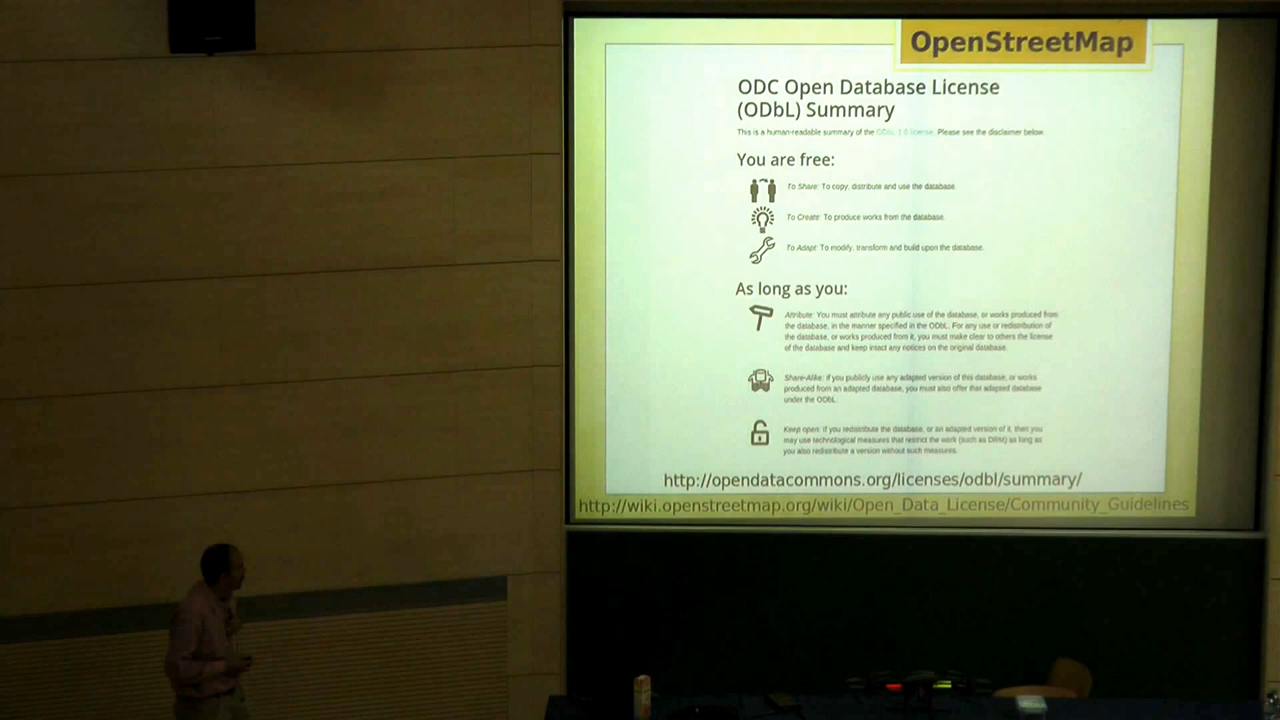 OpenStreetMap
ODC Open Database License
(ODbL) Summary
This is a human-readable summary of the ODbL 1.0 license. Please see the disclaimer below.
You are free:
To Share: To copy, distribute and use the database.
To Create: To produce works from the database.
To Adapt: To modify, transform and build upon the database.
As long as you:
Attribute: You must attribute any public use of the database, or works produced from
the database, in the manner specified in the ODbL. For any use or redistribution of
the database, or works produced from it, you must make clear to others the license
of the database and keep intact any notices on the original database.
Share-Alike: If you publicly use any adapted version of this database, or works
produced from an adapted database, you must also offer that adapted database
under the ODbL.
Keep open: If you redistribute the database, or an adapted version of it, then you
may use technological measures that restrict the work (such as DRM) as long as
you also redistribute a version without such measures.
http://opendatacommons.org/licenses/odbl/summary/
http://wiki.openstreetmap.org/wiki/Open_Data_License/Community_Guidelines